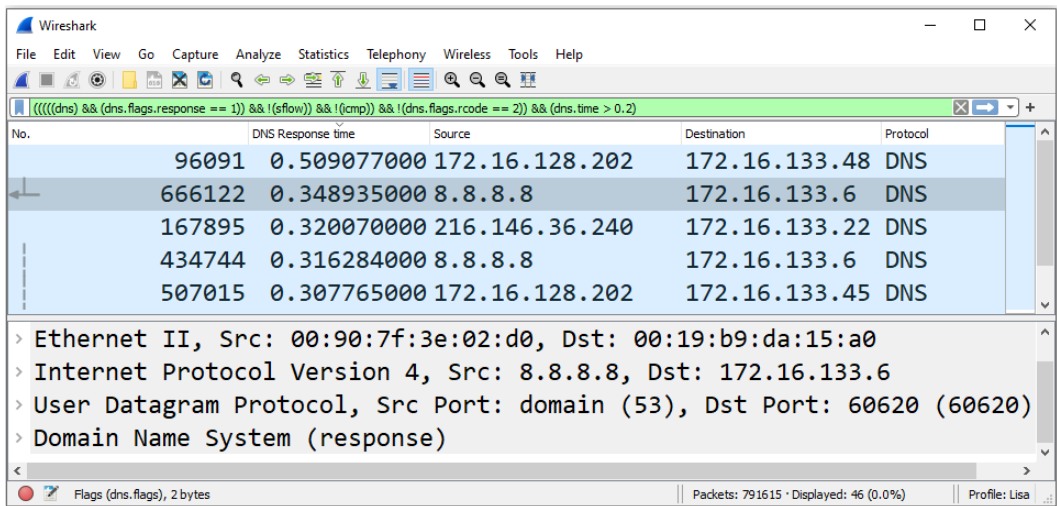 Wireshark
File Edit View Go Capture Analyze Statistics Telephony Wireless Tools Help
(((((dns) && (dns.flags.response == 1)) && !(sflow)) && !(icmp)) && !(dns.flags.rcode == 2)) && (dns.time > 0.2)
No. DNS Response time Source Destination Protocol
96091 0.509077000 172.16.128.202 172.16.133.48 DNS
666122 0.348935000 8.8.8.8 172.16.133.6 DNS
167895 0.320070000 216.146.36.240 172.16.133.22 DNS
434744 0.316284000 8.8.8.8 172.16.133.6 DNS
507015 0.307765000 172.16.128.202 172.16.133.45 DNS
Ethernet II, Src: 00:90:7f:3e:02:d0, Dst: 00:19:b9:da:15:a0
Internet Protocol Version 4, Src: 8.8.8.8, Dst: 172.16.133.6
User Datagram Protocol, Src Port: domain (53), Dst Port: 60620 (60620)
Domain Name System (response)
Flags (dns.flags), 2 bytes Packets: 791615 · Displayed: 46 (0.0%) Profile: Lisa